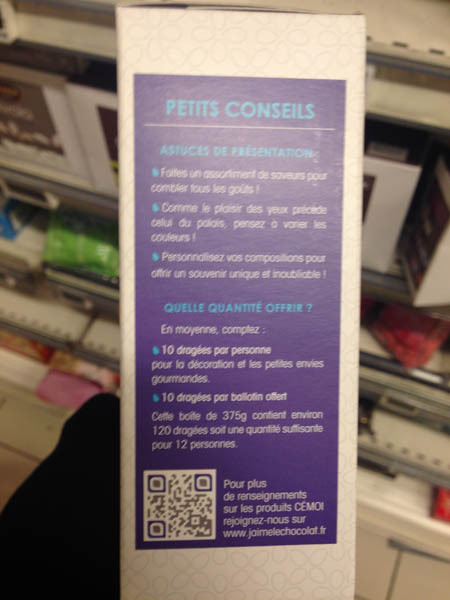 PETITS CONSEILS
ASTUCES DE PRÉSENTATION
Faites un assortiment de saveurs pour
combler tous les goûts !
Comme le plaisir des yeux précède
celui du palais, pensez à varier les
couleurs !
Personnalisez vos compositions pour
offrir un souvenir unique et inoubliable !
QUELLE QUANTITÉ OFFRIR ?
En moyenne, comptez :
10 dragées par personne
pour la décoration et les petites envies
gourmandes.
10 dragées par ballotin offert
Cette boîte de 375g contient environ
120 dragées soit une quantité suffisante
pour 12 personnes.
Pour plus
de renseignements
sur les produits CÉMOI
rejoignez-nous sur
www.jaimelechocolat.fr